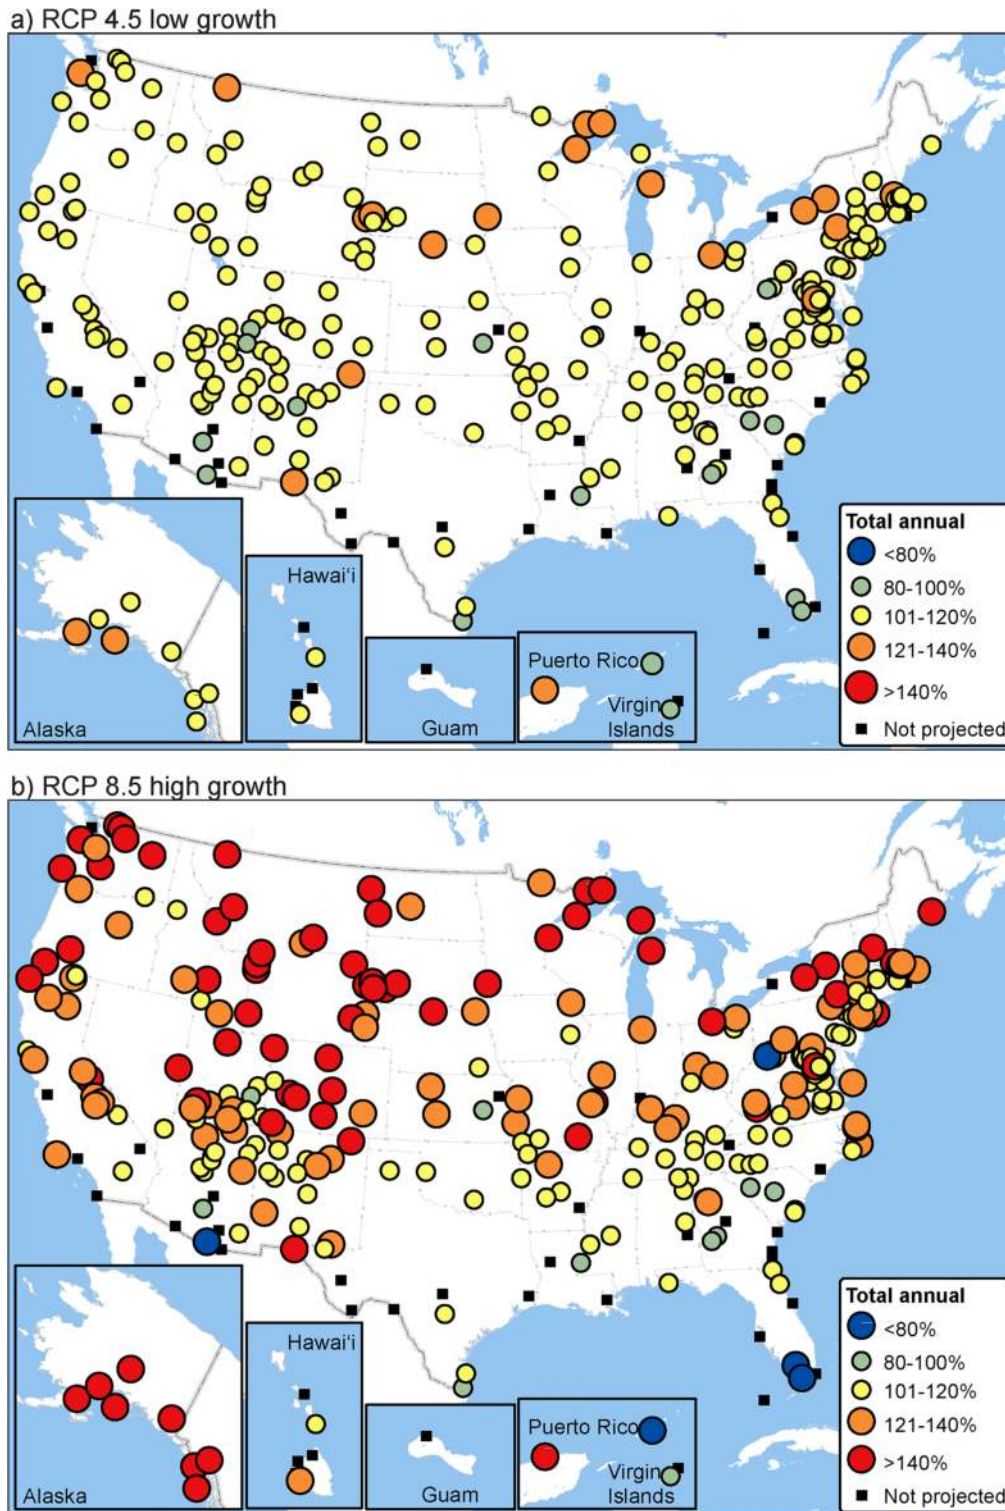 a) RCP 4.5 low growth
Total annual
<80%
80-100%
101-120%
121-140%
>140%
Not projected
Alaska
Hawai'i
Guam
Puerto Rico
Virgin
Islands
b) RCP 8.5 high growth
Total annual
<80%
80-100%
101-120%
121-140%
>140%
Not projected
Alaska
Hawai'i
Guam
Puerto Rico
Virgin
Islands